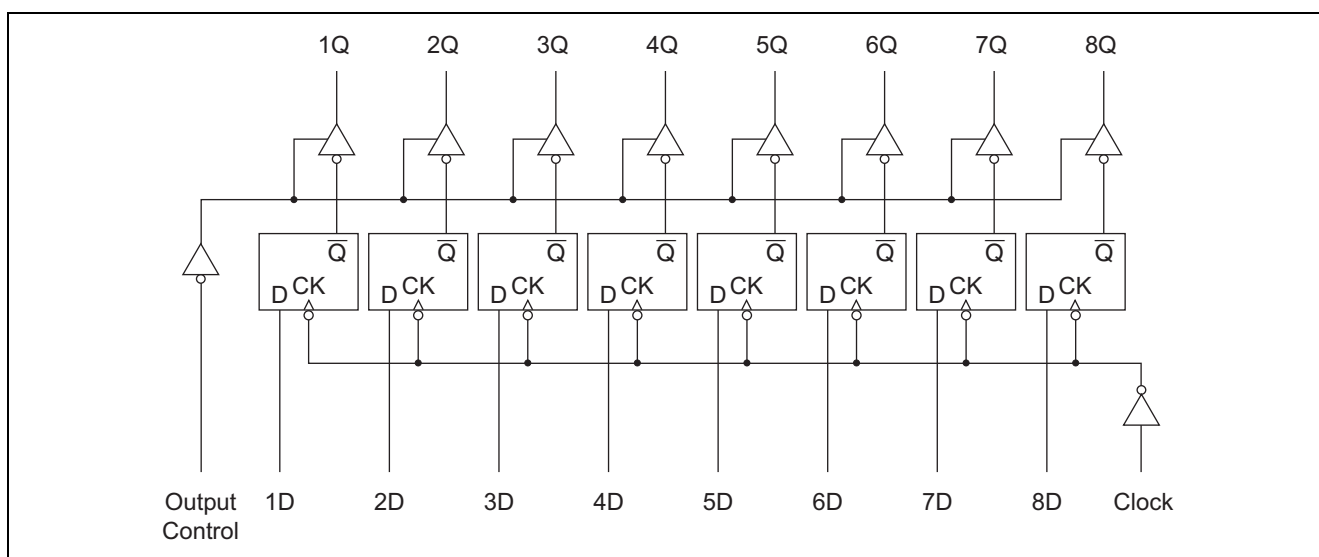 1Q 2Q 3Q 4Q 5Q 6Q 7Q 8Q
Q̅ Q̅ Q̅ Q̅ Q̅ Q̅ Q̅ Q̅
D CK D CK D CK D CK D CK D CK D CK D CK
Output 1D 2D 3D 4D 5D 6D 7D 8D Clock
Control